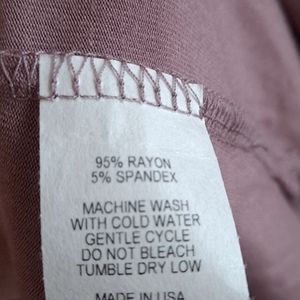 95% RAYON
5% SPANDEX
MACHINE WASH
WITH COLD WATER
GENTLE CYCLE
DO NOT BLEACH
TUMBLE DRY LOW
MADE IN USA